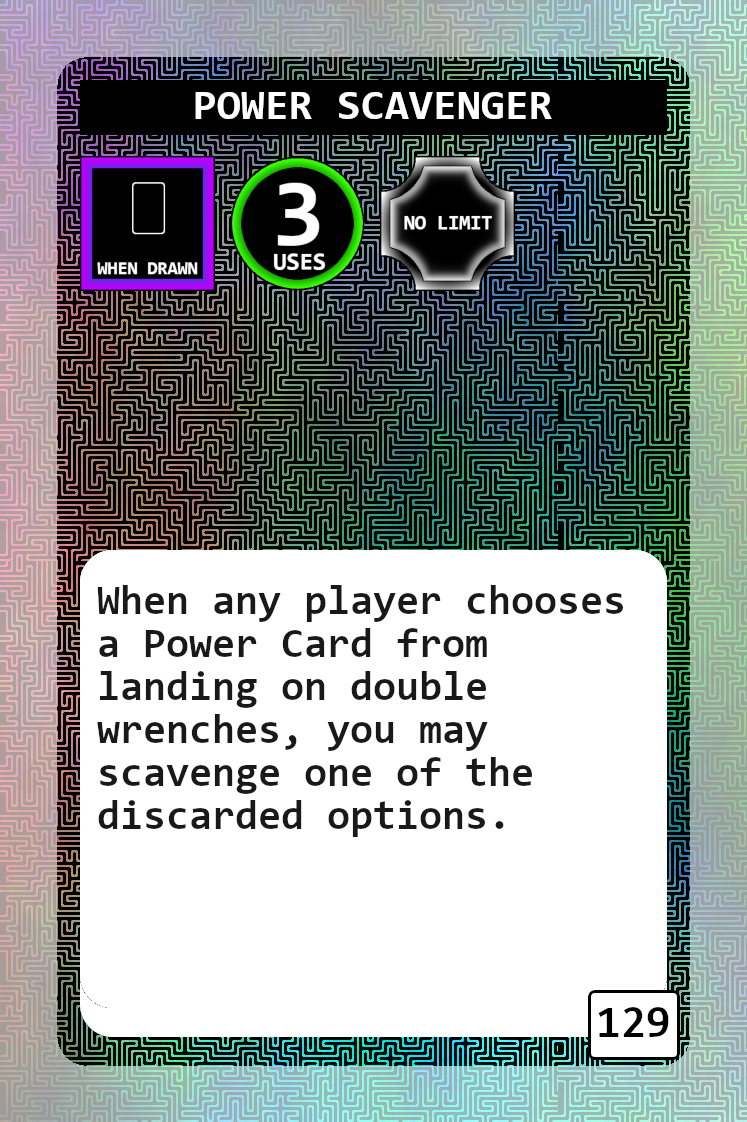 POWER SCAVENGER
WHEN DRAWN
3
USES
NO LIMIT
When any player chooses
a Power Card from
landing on double
wrenches, you may
scavenge one of the
discarded options.
129